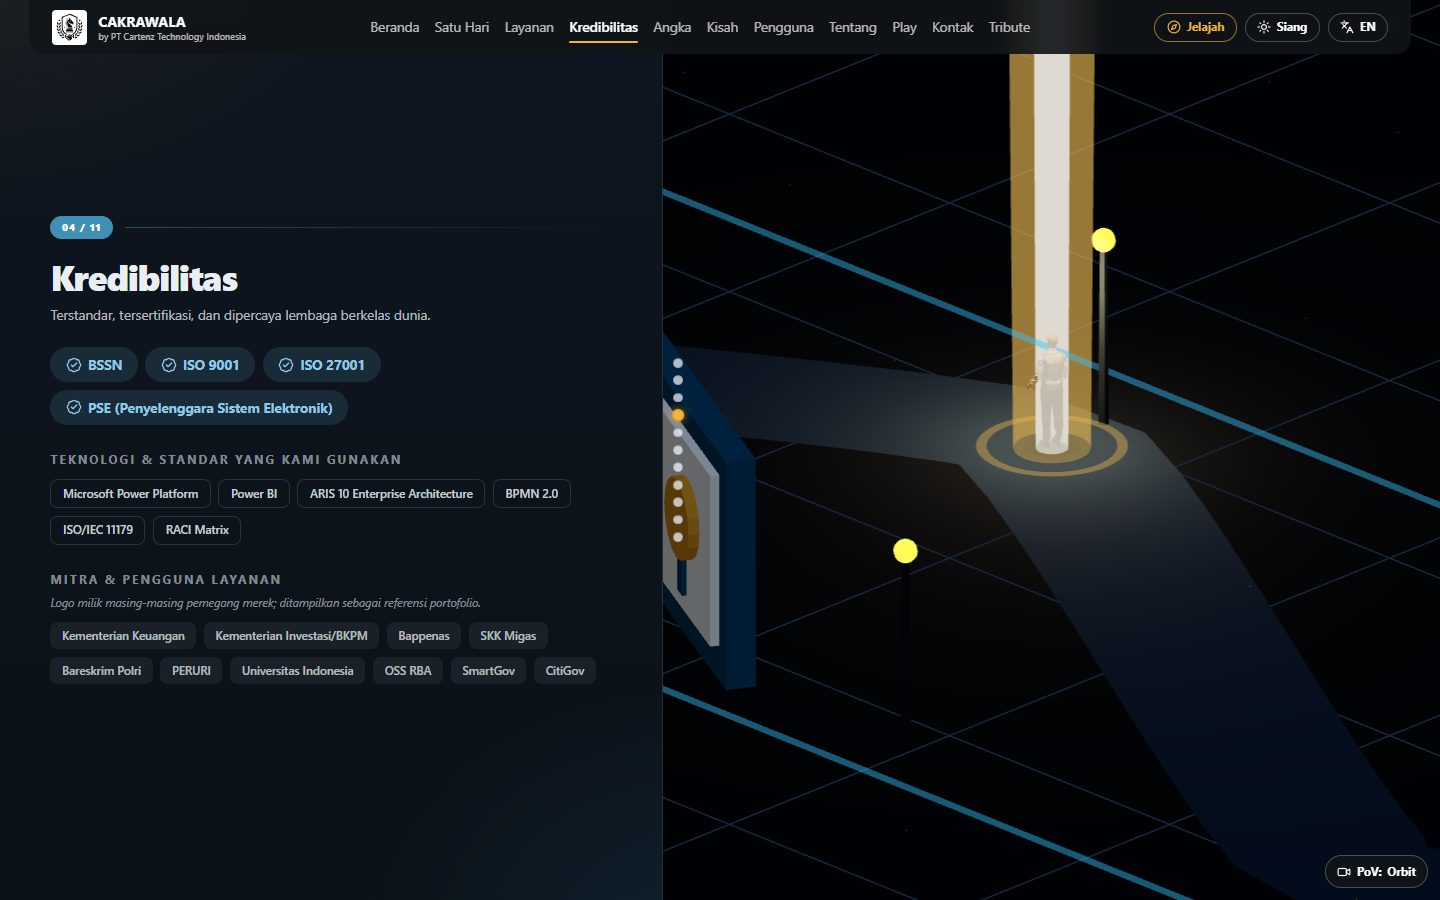 CAKRAWALA
by PT Cartenz Technology Indonesia
Beranda Satu Hari Layanan Kredibilitas Angka Kisah Pengguna Tentang Play Kontak Tribute
Jelajah Siang EN
04 / 11
Kredibilitas
Terstandar, tersertifikasi, dan dipercaya lembaga berkelas dunia.
BSSN ISO 9001 ISO 27001
PSE (Penyelenggara Sistem Elektronik)
TEKNOLOGI & STANDAR YANG KAMI GUNAKAN
Microsoft Power Platform Power BI ARIS 10 Enterprise Architecture BPMN 2.0
ISO/IEC 11179 RACI Matrix
MITRA & PENGGUNA LAYANAN
Logo milik masing-masing pemegang merek; ditampilkan sebagai referensi portofolio.
Kementerian Keuangan Kementerian Investasi/BKPM Bappenas SKK Migas
Bareskrim Polri PERURI Universitas Indonesia OSS RBA SmartGov CitiGov
PoV: Orbit